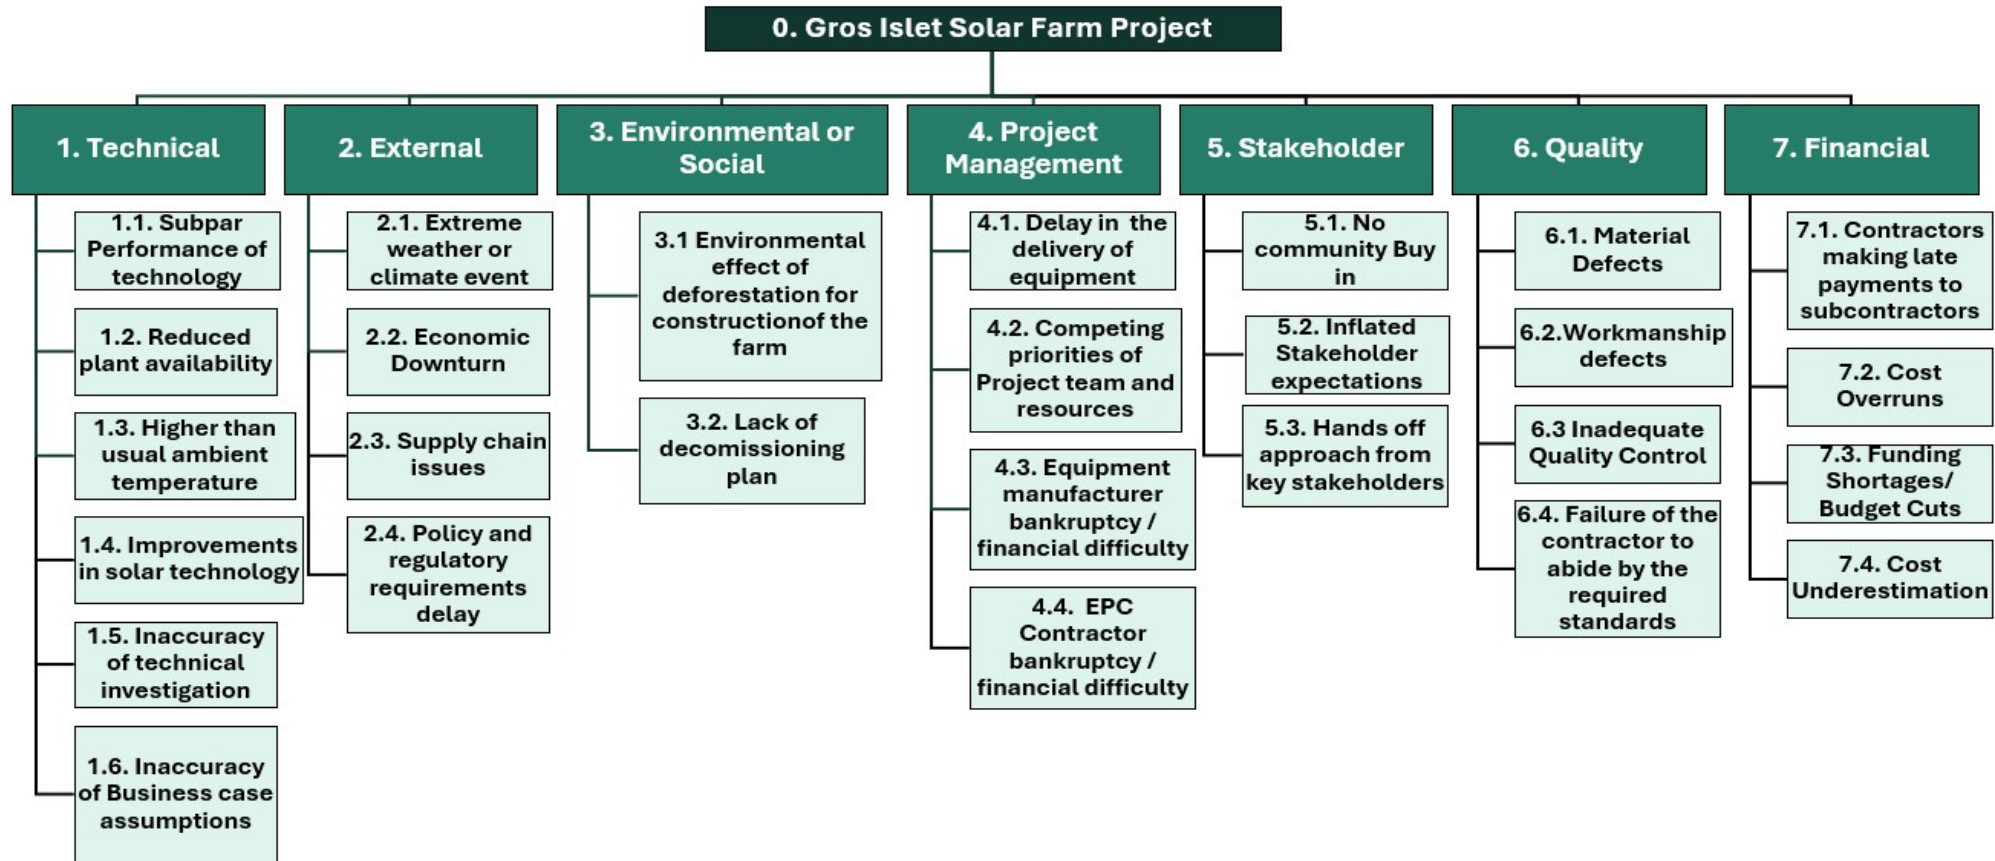 0. Gros Islet Solar Farm Project
1. Technical
1.1. Subpar
Performance of
technology
1.2. Reduced
plant availability
1.3. Higher than
usual ambient
temperature
1.4. Improvements
in solar technology
1.5. Inaccuracy
of technical
investigation
1.6. Inaccuracy
of Business case
assumptions
2. External
2.1. Extreme
weather or
climate event
2.2. Economic
Downturn
2.3. Supply chain
issues
2.4. Policy and
regulatory
requirements
delay
3. Environmental or
Social
3.1 Environmental
effect of
deforestation for
constructionof the
farm
3.2. Lack of
decomissioning
plan
4. Project
Management
4.1. Delay in  the
delivery of
equipment
4.2. Competing
priorities of
Project team and
resources
4.3. Equipment
manufacturer
bankruptcy /
financial difficulty
4.4.  EPC
Contractor
bankruptcy /
financial difficulty
5. Stakeholder
5.1. No
community Buy
in
5.2. Inflated
Stakeholder
expectations
5.3. Hands off
approach from
key stakeholders
6. Quality
6.1. Material
Defects
6.2.Workmanship
defects
6.3 Inadequate
Quality Control
6.4. Failure of the
contractor to
abide by the
required
standards
7. Financial
7.1. Contractors
making late
payments to
subcontractors
7.2. Cost
Overruns
7.3. Funding
Shortages/
Budget Cuts
7.4. Cost
Underestimation